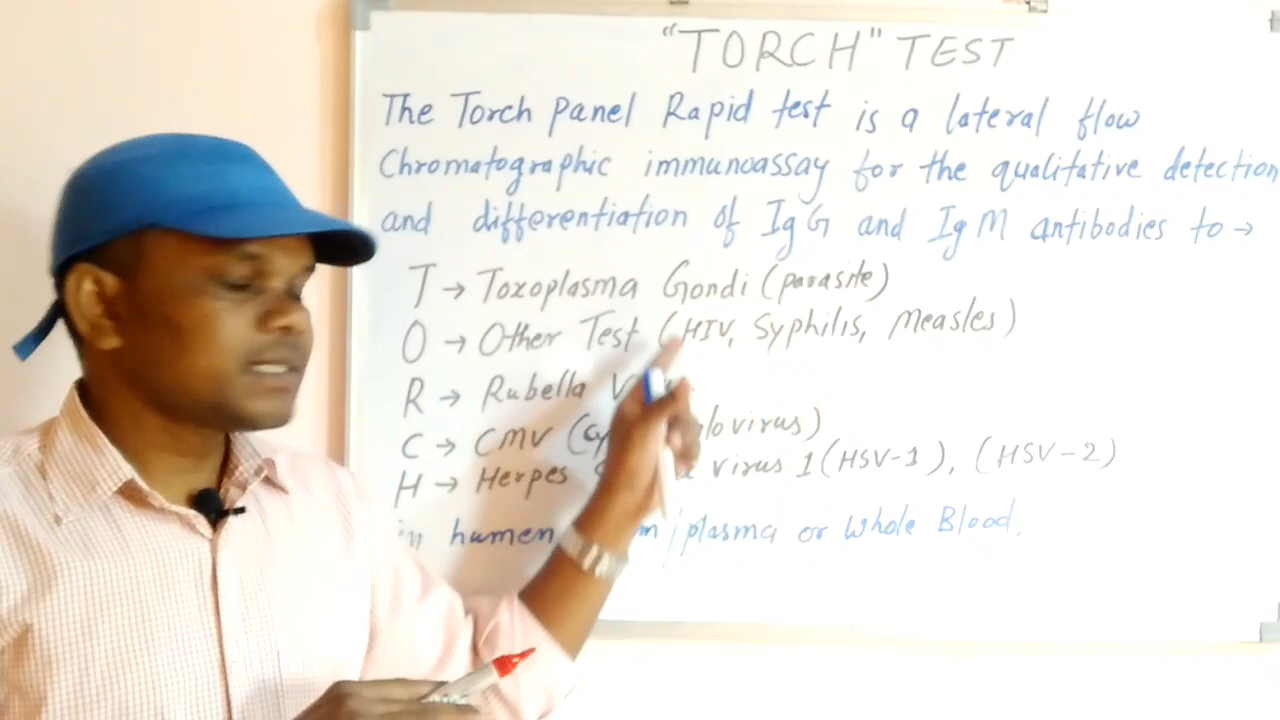 "TORCH" TEST
The Torch Panel Rapid test is a lateral flow
Chromatographic immunoassay for the qualitative detection
and differentiation of IgG and IgM antibodies to →
T → Toxoplasma Gondi (parasite)
O → Other Test (HIV, Syphilis, Measles)
R → Rubella
C → CMV (
H → Herpes virus 1 (HSV-1), (HSV-2)
in humen /plasma or Whole Blood.